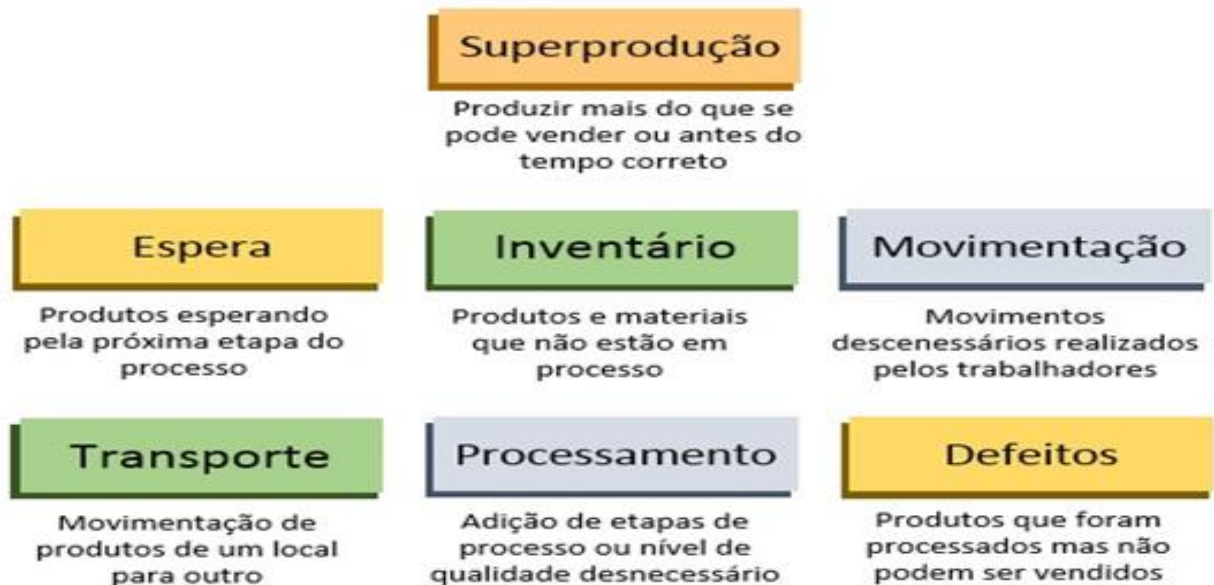 Superprodução
Produzir mais do que se
pode vender ou antes do
tempo correto
Espera
Produtos esperando
pela próxima etapa do
processo
Inventário
Produtos e materiais
que não estão em
processo
Movimentação
Movimentos
descenessários realizados
pelos trabalhadores
Transporte
Movimentação de
produtos de um local
para outro
Processamento
Adição de etapas de
processo ou nível de
qualidade desnecessário
Defeitos
Produtos que foram
processados mas não
podem ser vendidos